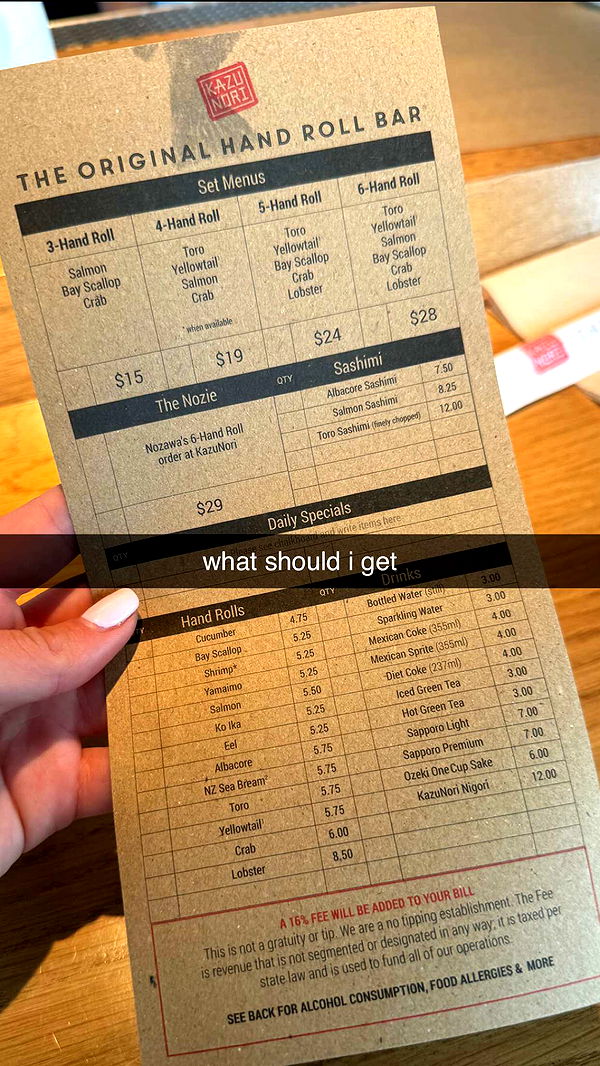 KAZU
NORI
THE ORIGINAL HAND ROLL BAR
Set Menus
3-Hand Roll
Salmon
Bay Scallop
Crab
$15
4-Hand Roll
Toro
Yellowtail
Salmon
Crab
* when available
$19
5-Hand Roll
Toro
Yellowtail
Bay Scallop
Crab
Lobster
$24
6-Hand Roll
Toro
Yellowtail
Salmon
Bay Scallop
Crab
Lobster
$28
The Nozie
Nozawa's 6-Hand Roll
order at KazuNori
$29
QTY Sashimi
Albacore Sashimi 7.50
Salmon Sashimi 8.25
Toro Sashimi (finely chopped) 12.00
Daily Specials
QTY
chalkboard and write items here
what should i get
Hand Rolls
Cucumber 4.75
Bay Scallop 5.25
Shrimp* 5.25
Yamaimo 5.25
Salmon 5.50
Ko Ika 5.25
Eel 5.25
Albacore 5.75
NZ Sea Bream² 5.75
Toro 5.75
Yellowtail 5.75
Crab 6.00
Lobster 8.50
QTY Drinks
Bottled Water (still) 3.00
Sparkling Water 3.00
Mexican Coke (355ml) 4.00
Mexican Sprite (355ml) 4.00
Diet Coke (237ml) 4.00
Iced Green Tea 3.00
Hot Green Tea 3.00
Sapporo Light 7.00
Sapporo Premium 7.00
Ozeki One Cup Sake 6.00
KazuNori Nigori 12.00
A 16% FEE WILL BE ADDED TO YOUR BILL
This is not a gratuity or tip. We are a no tipping establishment. The Fee
is revenue that is not segmented or designated in any way; it is taxed per
state law and is used to fund all of our operations.
SEE BACK FOR ALCOHOL CONSUMPTION, FOOD ALLERGIES & MORE